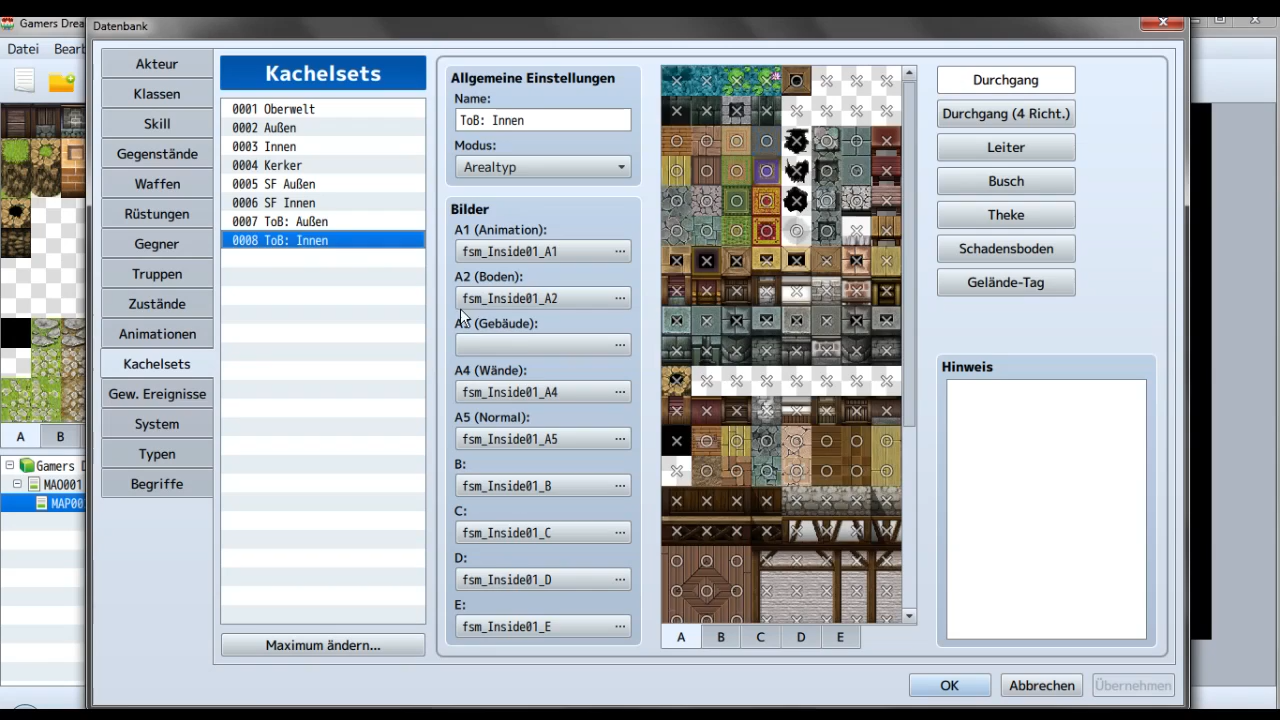 Gamers Drea
Datenbank
Datei Bearb
Akteur
Klassen
Skill
Gegenstände
Waffen
Rüstungen
Gegner
Truppen
Zustände
Animationen
Kachelsets
Gew. Ereignisse
System
Typen
Begriffe
A B
Gamers D
MAO001
MAP00
Kachelsets
0001 Oberwelt
0002 Außen
0003 Innen
0004 Kerker
0005 SF Außen
0006 SF Innen
0007 ToB: Außen
0008 ToB: Innen
Maximum ändern...
Allgemeine Einstellungen
Name:
ToB: Innen
Modus:
Arealtyp
Bilder
A1 (Animation):
fsm_Inside01_A1 ...
A2 (Boden):
fsm_Inside01_A2 ...
(Gebäude):
...
A4 (Wände):
fsm_Inside01_A4 ...
A5 (Normal):
fsm_Inside01_A5 ...
B:
fsm_Inside01_B ...
C:
fsm_Inside01_C ...
D:
fsm_Inside01_D ...
E:
fsm_Inside01_E ...
A B C D E
Durchgang
Durchgang (4 Richt.)
Leiter
Busch
Theke
Schadensboden
Gelände-Tag
Hinweis
OK Abbrechen Übernehmen